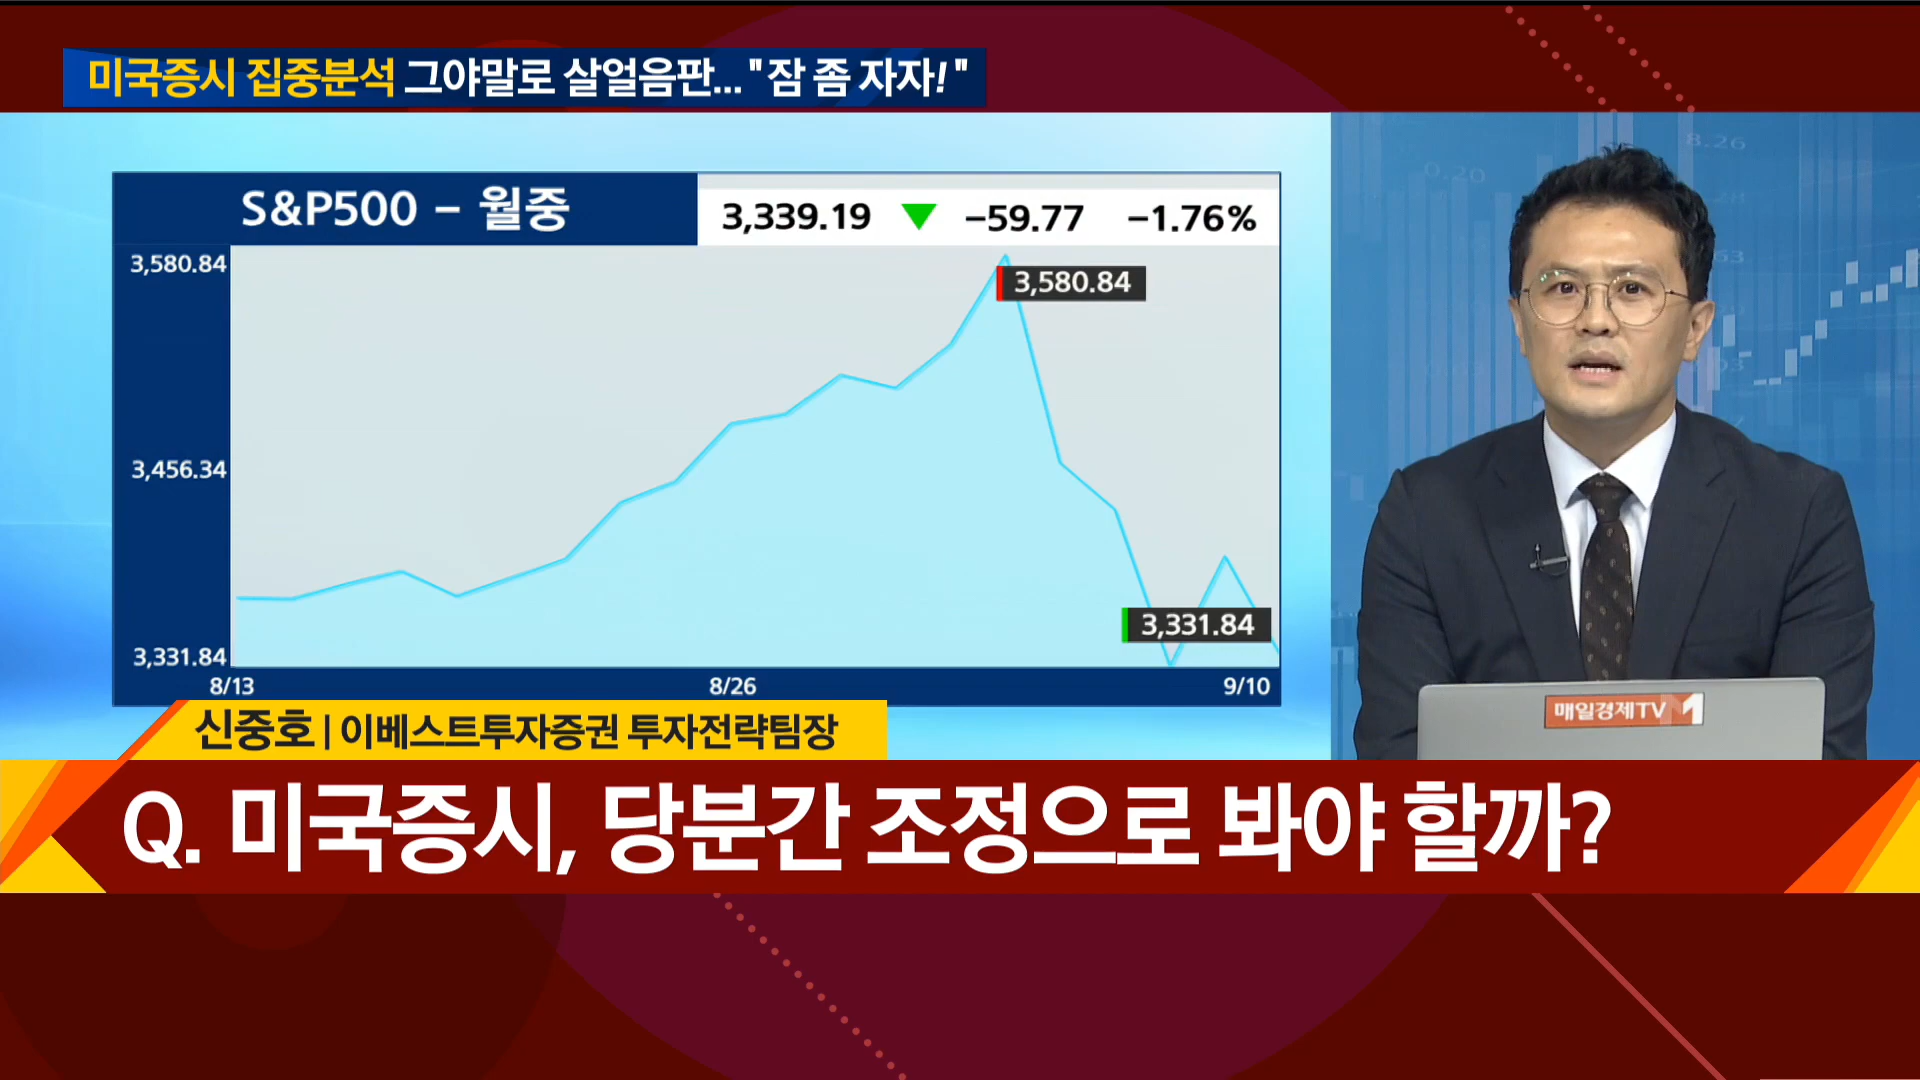 미국증시 집중분석 그야말로 살얼음판... "잠 좀 자자!"
S&P500 - 월중
3,339.19 ▼ -59.77 -1.76%
3,580.84
3,580.84
3,456.34
3,331.84
3,331.84
8/13 8/26 9/10
8.26
0.20
신중호 | 이베스트투자증권 투자전략팀장
매일경제TV M
Q. 미국증시, 당분간 조정으로 봐야 할까?